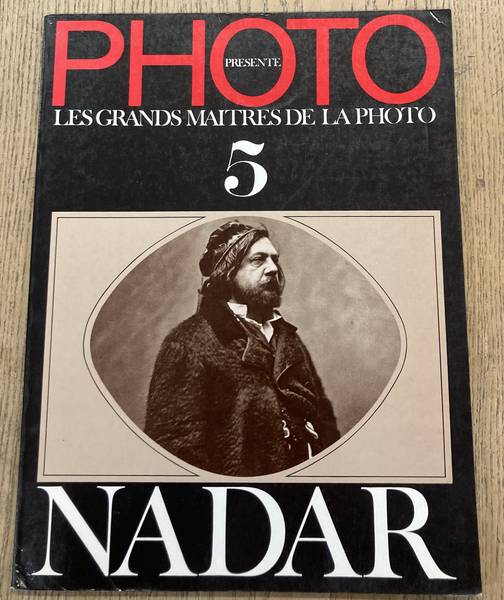 PHOTO
PRESENTE
LES GRANDS MAITRES DE LA PHOTO
5
NADAR